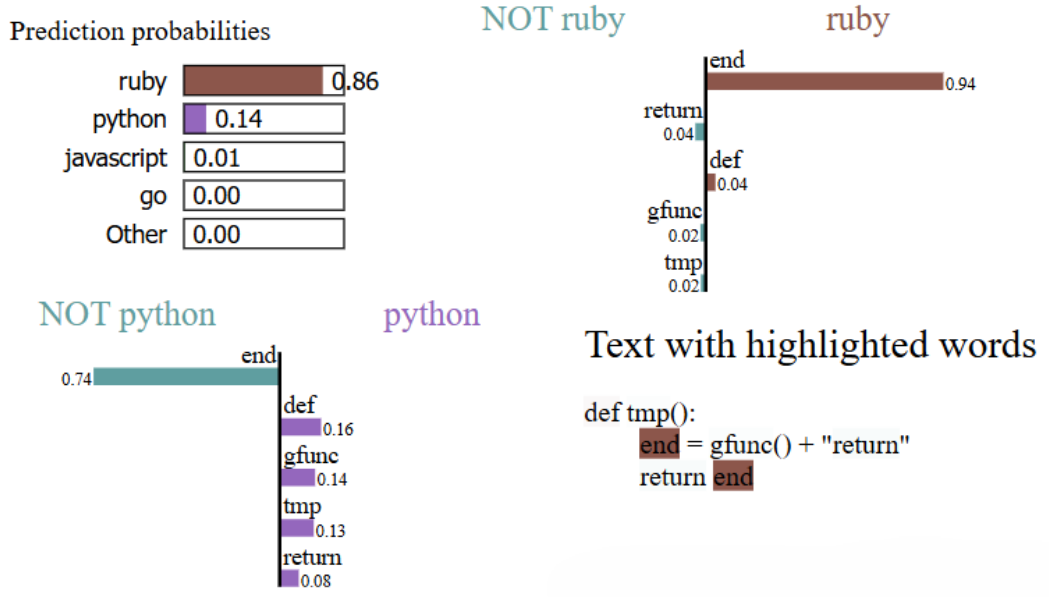 Prediction probabilities
ruby 0.86
python 0.14
javascript 0.01
go 0.00
Other 0.00
NOT ruby ruby
end
0.94
return
0.04
def
0.04
gfunc
0.02
tmp
0.02
NOT python python
end
0.74
def
0.16
gfunc
0.14
tmp
0.13
return
0.08
Text with highlighted words
def tmp():
end = gfunc() + "return"
return end